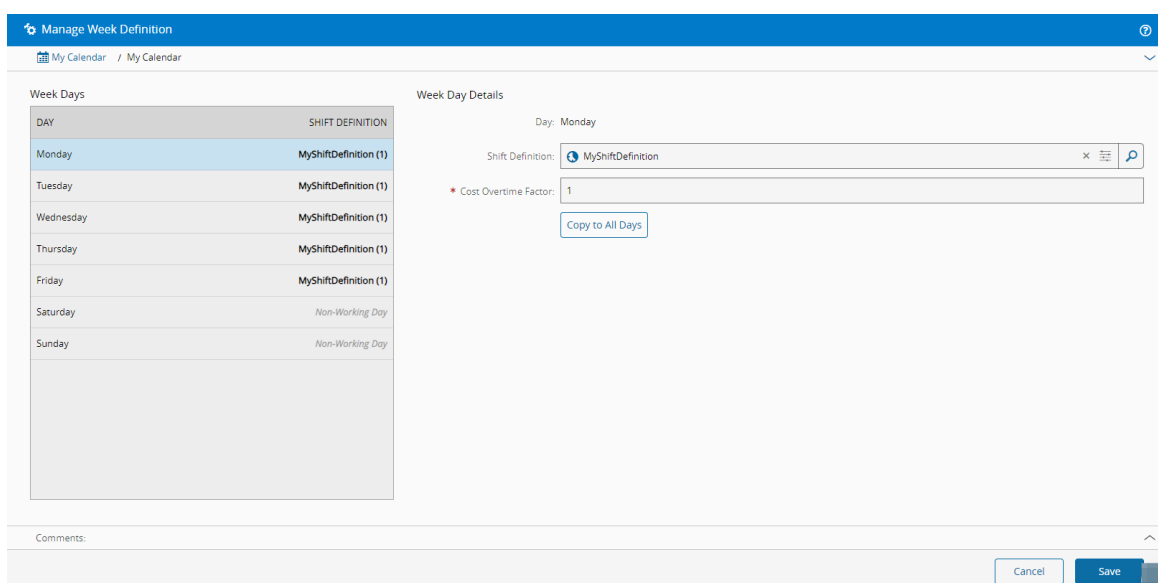 Manage Week Definition
My Calendar / My Calendar
Week Days
DAY SHIFT DEFINITION
Monday MyShiftDefinition (1)
Tuesday MyShiftDefinition (1)
Wednesday MyShiftDefinition (1)
Thursday MyShiftDefinition (1)
Friday MyShiftDefinition (1)
Saturday Non-Working Day
Sunday Non-Working Day
Week Day Details
Day: Monday
Shift Definition: MyShiftDefinition
* Cost Overtime Factor: 1
Copy to All Days
Comments:
Cancel Save